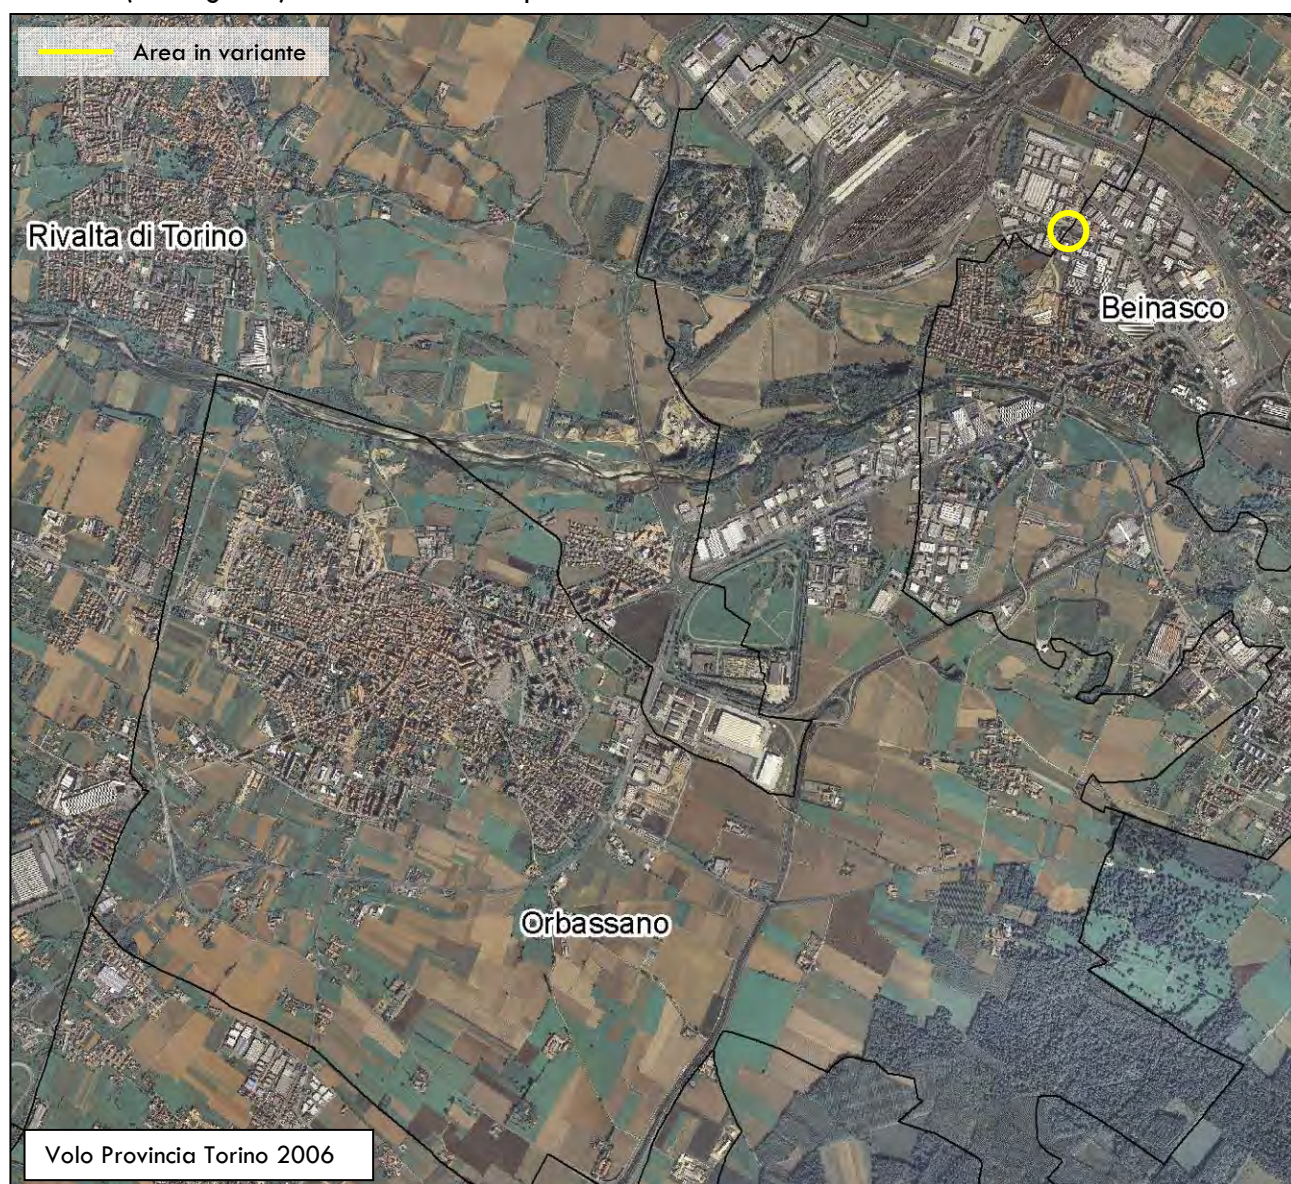 Area in variante
Rivalta di Torino
Beinasco
Orbassano
Volo Provincia Torino 2006